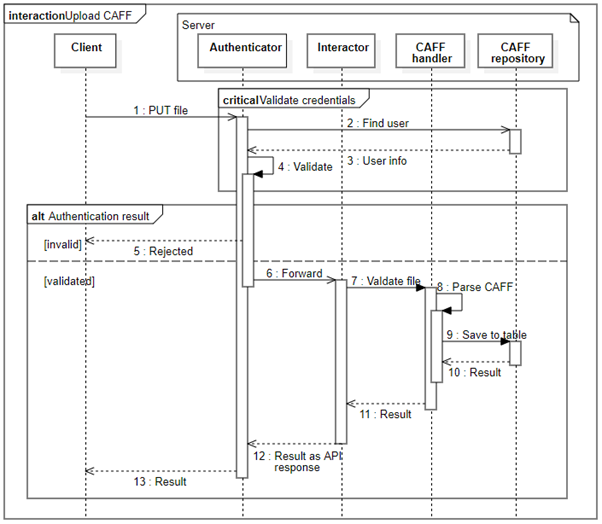 interactionUpload CAFF
Server
Client
Authenticator
Interactor
CAFF
handler
CAFF
repository
criticalValidate credentials
1 : PUT file
2 : Find user
3 : User info
4 : Validate
alt Authentication result
[invalid]
5 : Rejected
[validated]
6 : Forward
7 : Valdate file
8 : Parse CAFF
9 : Save to table
10 : Result
11 : Result
12 : Result as API
response
13 : Result